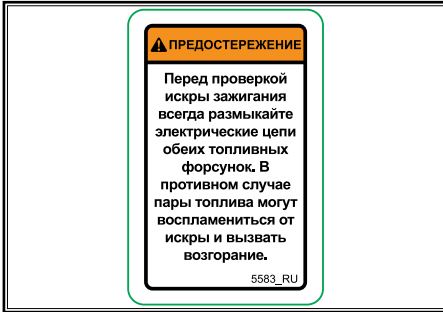 ПРЕДОСТЕРЕЖЕНИЕ
Перед проверкой
искры зажигания
всегда размыкайте
электрические цепи
обеих топливных
форсунок. В
противном случае
пары топлива могут
воспламениться от
искры и вызвать
возгорание.
5583_RU